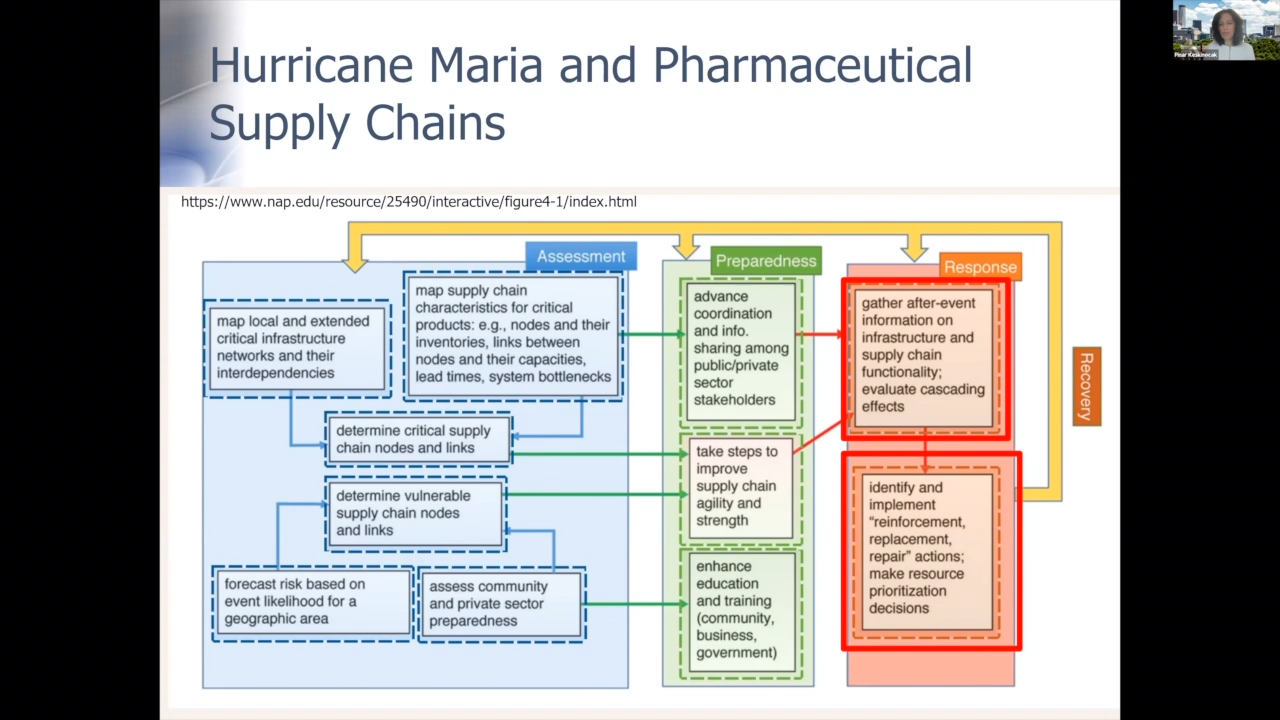 Hurricane Maria and Pharmaceutical
Supply Chains
Pinar Keskinocak
https://www.nap.edu/resource/25490/interactive/figure4-1/index.html
Assessment
map local and extended
critical infrastructure
networks and their
interdependencies
map supply chain
characteristics for critical
products: e.g., nodes and their
inventories, links between
nodes and their capacities,
lead times, system bottlenecks
determine critical supply
chain nodes and links
determine vulnerable
supply chain nodes
and links
forecast risk based on
event likelihood for a
geographic area
assess community
and private sector
preparedness
Preparedness
advance
coordination
and info.
sharing among
public/private
sector
stakeholders
take steps to
improve
supply chain
agility and
strength
enhance
education
and training
(community,
business,
government)
Response
gather after-event
information on
infrastructure and
supply chain
functionality;
evaluate cascading
effects
identify and
implement
“reinforcement,
replacement,
repair” actions;
make resource
prioritization
decisions
Recovery